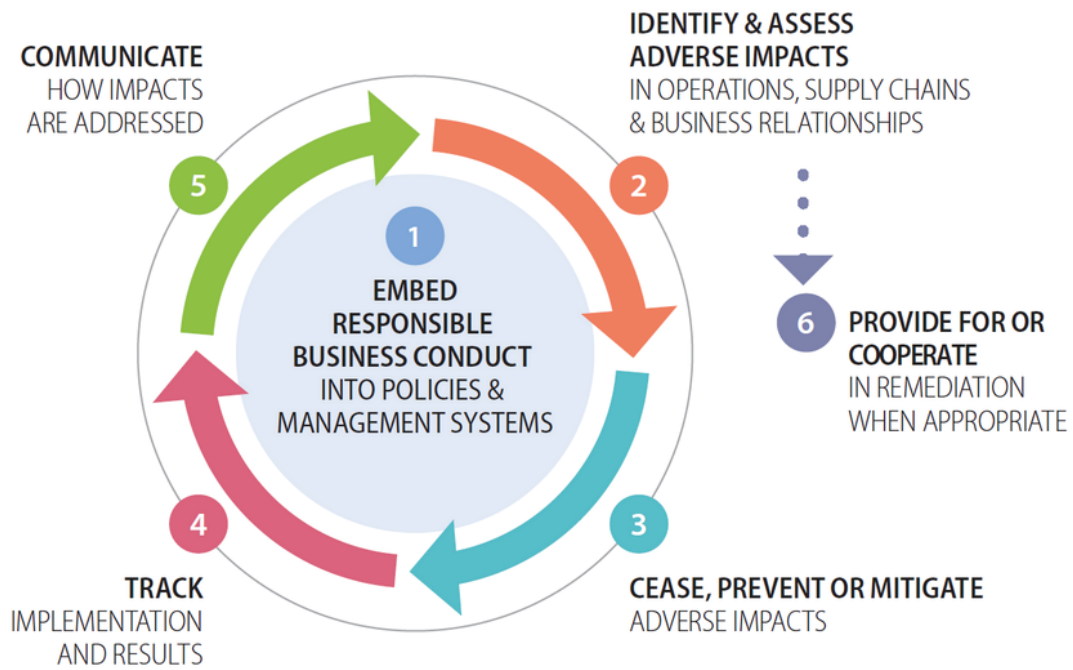 COMMUNICATE
HOW IMPACTS
ARE ADDRESSED
5
IDENTIFY & ASSESS
ADVERSE IMPACTS
IN OPERATIONS, SUPPLY CHAINS
& BUSINESS RELATIONSHIPS
2
1
EMBED
RESPONSIBLE
BUSINESS CONDUCT
INTO POLICIES &
MANAGEMENT SYSTEMS
6
PROVIDE FOR OR
COOPERATE
IN REMEDIATION
WHEN APPROPRIATE
4
TRACK
IMPLEMENTATION
AND RESULTS
3
CEASE, PREVENT OR MITIGATE
ADVERSE IMPACTS